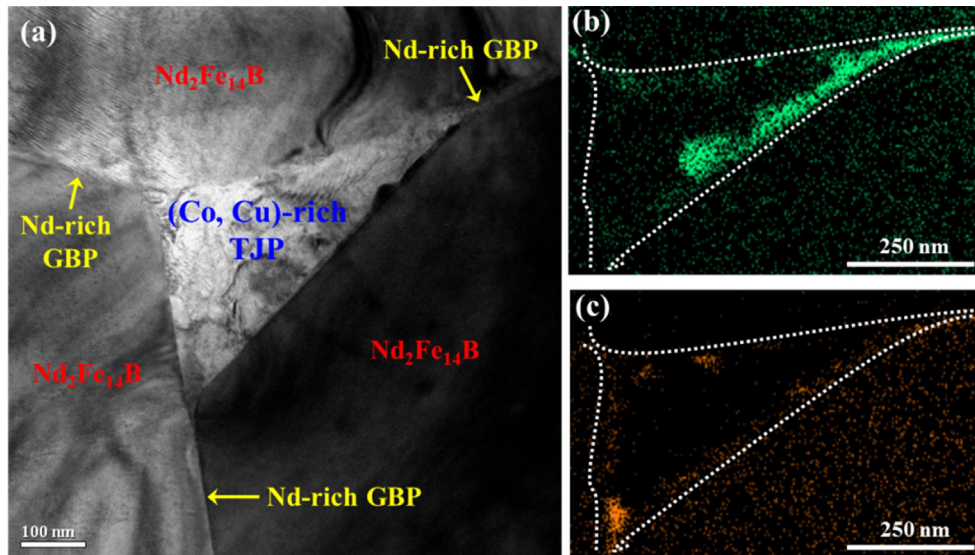 (a)
Nd-rich GBP
Nd₂Fe₁₄B
(Co, Cu)-rich
TJP
Nd-rich
GBP
Nd₂Fe₁₄B
Nd₂Fe₁₄B
Nd-rich GBP
100 nm
(b)
250 nm
(c)
250 nm